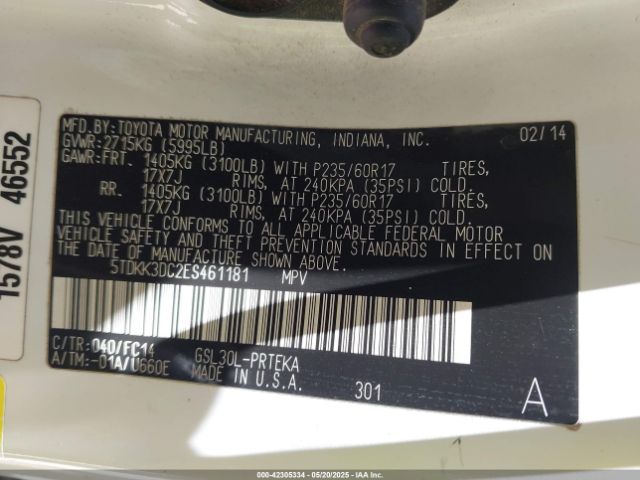 MFD.BY:TOYOTA MOTOR MANUFACTURING, INDIANA, INC. 02/14
GVWR:2715KG (5995LB)
GAWR:FRT. 1405KG (3100LB) WITH P235/60R17 TIRES,
17X7J RIMS, AT 240KPA (35PSI) COLD.
RR. 1405KG (3100LB) WITH P235/60R17 TIRES,
17X7J RIMS, AT 240KPA (35PSI) COLD.
THIS VEHICLE CONFORMS TO ALL APPLICABLE FEDERAL MOTOR
VEHICLE SAFETY AND THEFT PREVENTION STANDARDS IN EFFECT ON
THE DATE OF MANUFACTURE SHOWN ABOVE.
5TDKK3DC2ES461181 MPV
C/TR:040/FC14 GSL30L-PRTEKA
A/TM:-01A/U660E MADE IN U.S.A. 301 A
1578V 46552
000-42305334 | 05/20/2025 | IAA Inc.